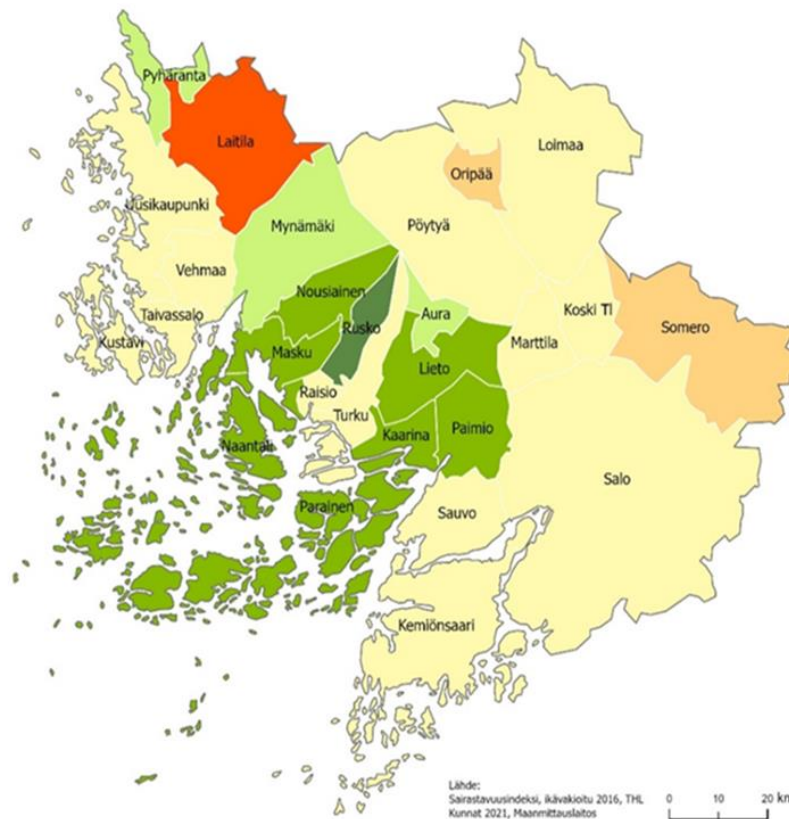 Pyhäranta
Laitila
Loimaa
Oripää
Uusikaupunki
Mynämäki
Pöytyä
Vehmaa
Nousiainen
Taivassalo
Aura
Koski Tl
Somero
Kustavi
Rusko
Marttila
Masku
Lieto
Raisio
Turku
Naantali
Kaarina
Paimio
Salo
Parainen
Sauvo
Kemiönsaari
Lähde:
Sairastavuusindeksi, ikävakioitu 2016, THL
Kunnat 2021, Maanmittauslaitos
0 10 20 km